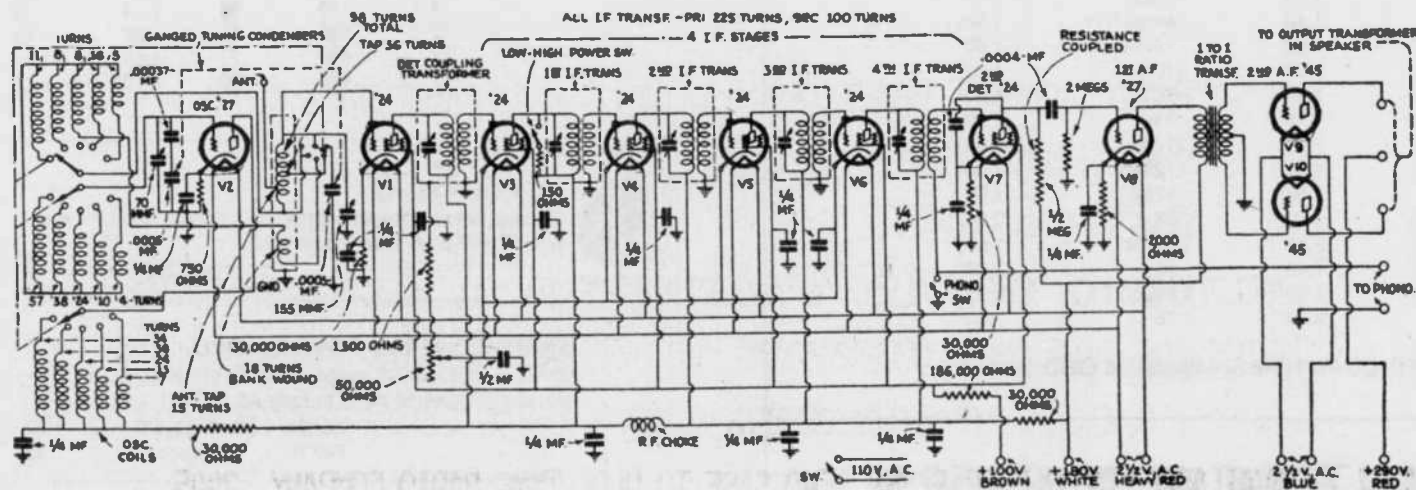 ALL I.F. TRANSF. - PRI 225 TURNS, SEC 100 TURNS
4 I.F. STAGES
TURNS
11, 8, 8, 38, 5
GANGED TUNING CONDENSERS
98 TURNS
TOTAL
TAP 36 TURNS
DET COUPLING
TRANSFORMER
LOW-HIGH POWER SW.
1ST I.F. TRANS
2ND I F TRANS
3RD I F TRANS
4TH I. F. TRANS
.0004-MF
RESISTANCE
COUPLED
2ND
DET '24
2 MEGS
1ST A.F.
'27
1 TO 1
RATIO
TRANSF.
2ND A.F. '45
TO OUTPUT TRANSFORMER
IN SPEAKER
ANT.
OSC '27
'24
'24
'24
'24
'24
V2
V1
V3
V4
V5
V6
V7
V8
V9
V10
'45
70
MMF.
.0005-
MF
1/4 MF
750
OHMS
GND
155 MMF.
30,000 OHMS
1,500 OHMS
1/4
MF
150
OHMS
1/4
MF
1/4
MF
1/4
MF.
1/4
MF
1/2
MEG
1/4 MF.
2000
OHMS
PHONO.
SW
TO PHONO.
57 38 24 10 4-TURNS
TURNS
24
13
7
18 TURNS
BANK WOUND
ANT. TAP
15 TURNS
50,000
OHMS
1/2 MF
30,000
OHMS
186,000 OHMS
30,000
OHMS
1/4 MF
OSC.
COILS
30,000
OHMS
1/4 MF.
R F CHOKE
1/4 MF
1/4 MF.
SW
110 V. A.C.
+100V.
BROWN
+180V.
WHITE
2 1/2 V. A.C.
HEAVY RED
2 1/2 V. A.C.
BLUE
+250V.
RED